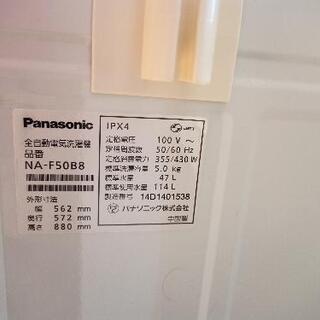 Panasonic
全自動電気洗濯機
品番
NA-F50B8
外形寸法
幅 562 mm
奥行 572 mm
高さ 880 mm
IPX4
定格電圧 100 V ～
定格周波数 50/60 Hz
定格消費電力 355/430 W
標準洗濯容量 5.0 kg
標準水量 47 L
標準使用水量 114 L
製造番号 14D1401538
パナソニック株式会社
中国製